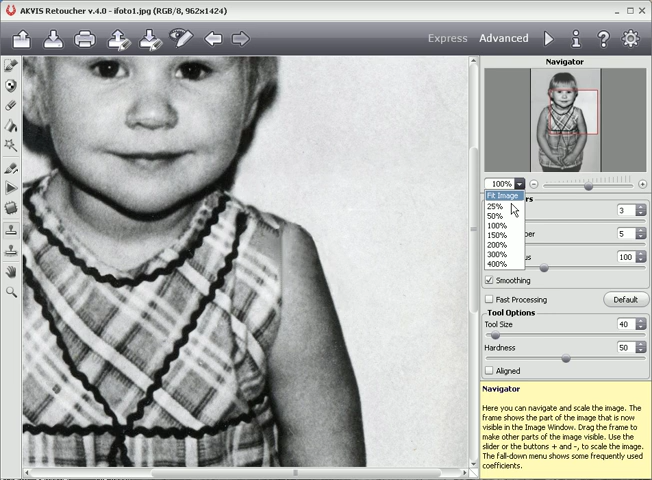 AKVIS Retoucher v.4.0 - ifoto1.jpg (RGB/8, 962x1424)
Express Advanced
Navigator
100%
Fit Image
25%
50%
100%
150%
200%
300%
400%
3
5
100
Smoothing
Fast Processing Default
Tool Options
Tool Size 40
Hardness 50
Aligned
Navigator
Here you can navigate and scale the image. The
frame shows the part of the image that is now
visible in the Image Window. Drag the frame to
make other parts of the image visible. Use the
slider or the buttons + and -, to scale the image.
The fall-down menu shows some frequently used
coefficients.